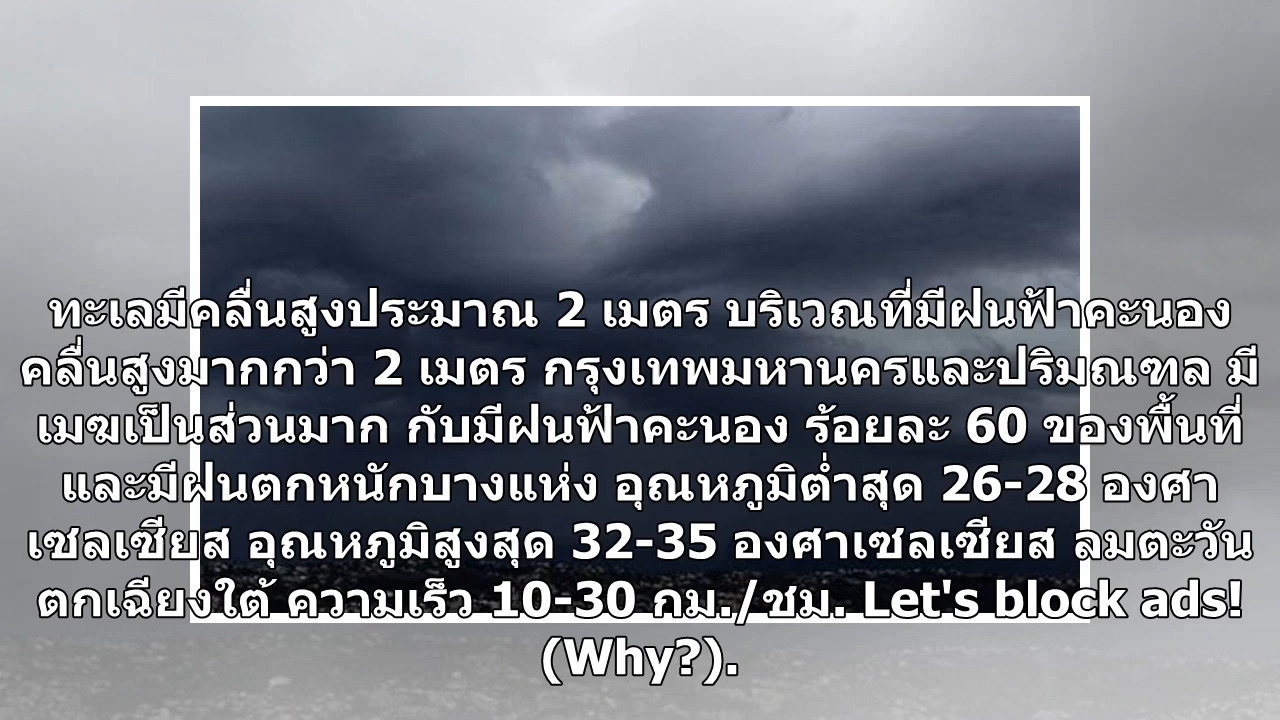 ทะเลมีคลื่นสูงประมาณ 2 เมตร บริเวณที่มีฝนฟ้าคะนอง
คลื่นสูงมากกว่า 2 เมตร กรุงเทพมหานครและปริมณฑล มี
เมฆเป็นส่วนมาก กับมีฝนฟ้าคะนอง ร้อยละ 60 ของพื้นที่
และมีฝนตกหนักบางแห่ง อุณหภูมิต่ำสุด 26-28 องศา
เซลเซียส อุณหภูมิสูงสุด 32-35 องศาเซลเซียส ลมตะวัน
ตกเฉียงใต้ ความเร็ว 10-30 กม./ชม. Let's block ads!
(Why?).